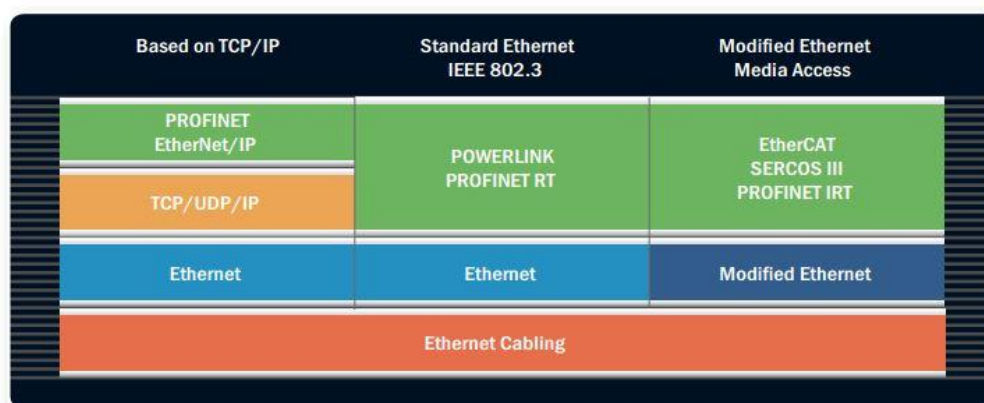 Based on TCP/IP
Standard Ethernet
IEEE 802.3
Modified Ethernet
Media Access
PROFINET
EtherNet/IP
POWERLINK
PROFINET RT
EtherCAT
SERCOS III
PROFINET IRT
TCP/UDP/IP
Ethernet
Ethernet
Modified Ethernet
Ethernet Cabling